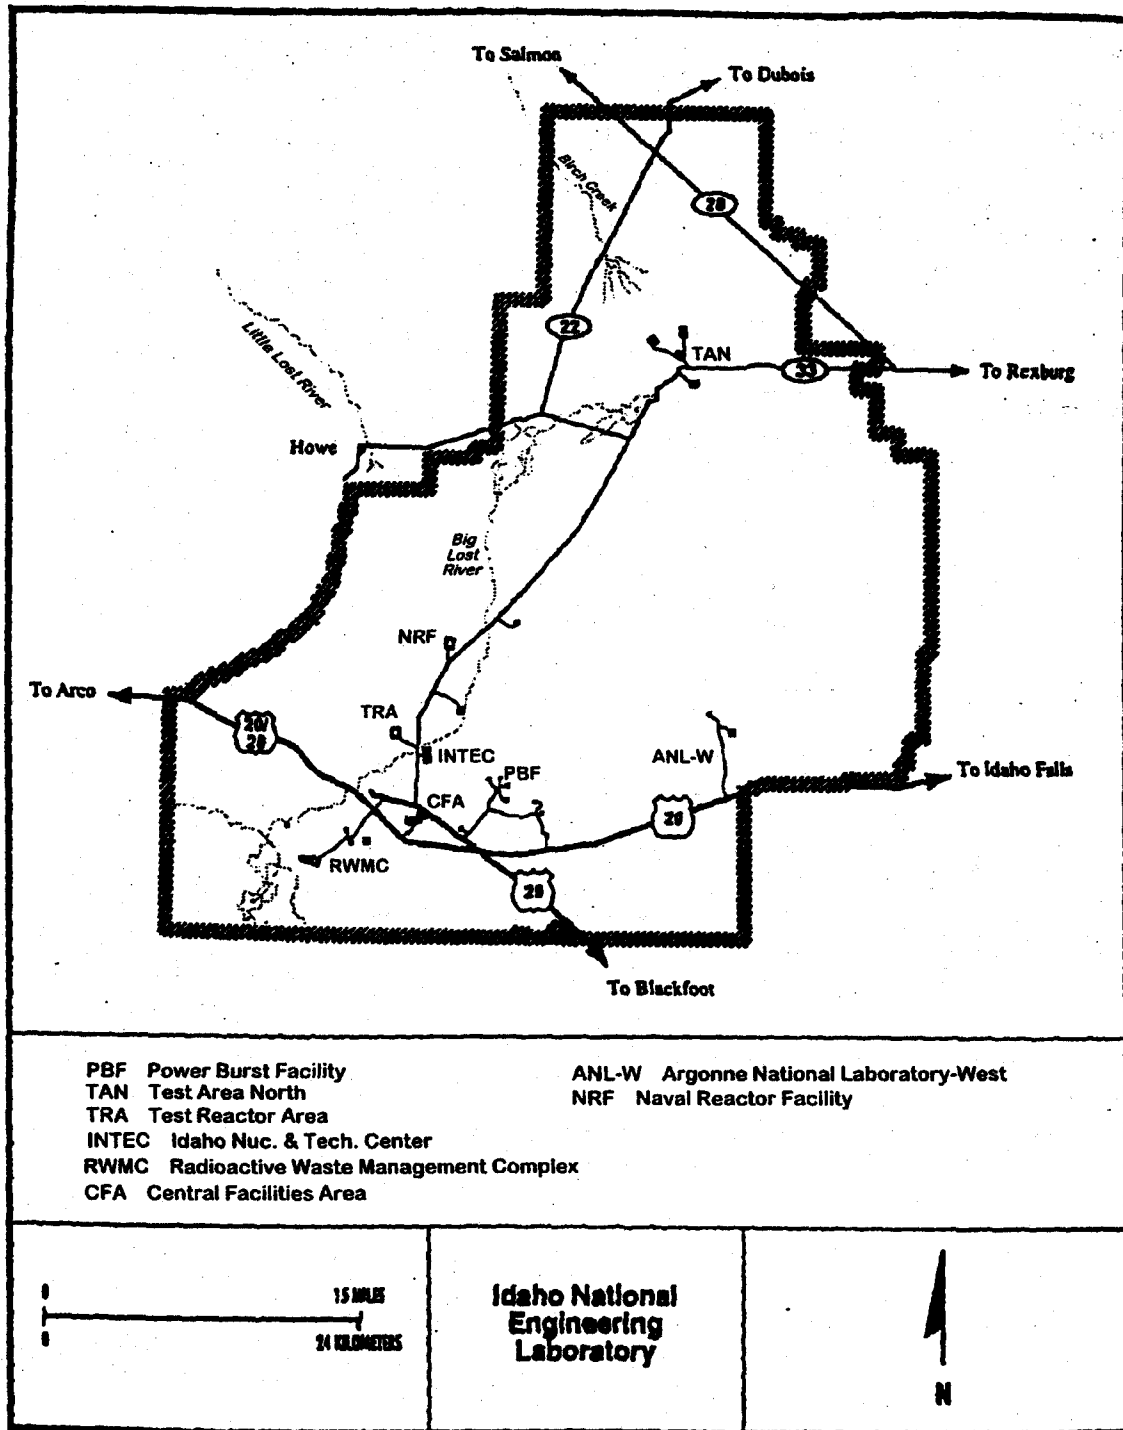 To Salmon
To Dubois
Birch Creek
28
Little Lost River
22
TAN
33
To Rexburg
Howe
Big
Lost
River
NRF
To Arco
TRA
20/
26
INTEC
ANL-W
PBF
To Idaho Falls
CFA
20
RWMC
26
To Blackfoot
PBF Power Burst Facility
TAN Test Area North
TRA Test Reactor Area
INTEC Idaho Nuc. & Tech. Center
RWMC Radioactive Waste Management Complex
CFA Central Facilities Area
ANL-W Argonne National Laboratory-West
NRF Naval Reactor Facility
0 15 MILES
0 24 KILOMETERS
Idaho National
Engineering
Laboratory
N